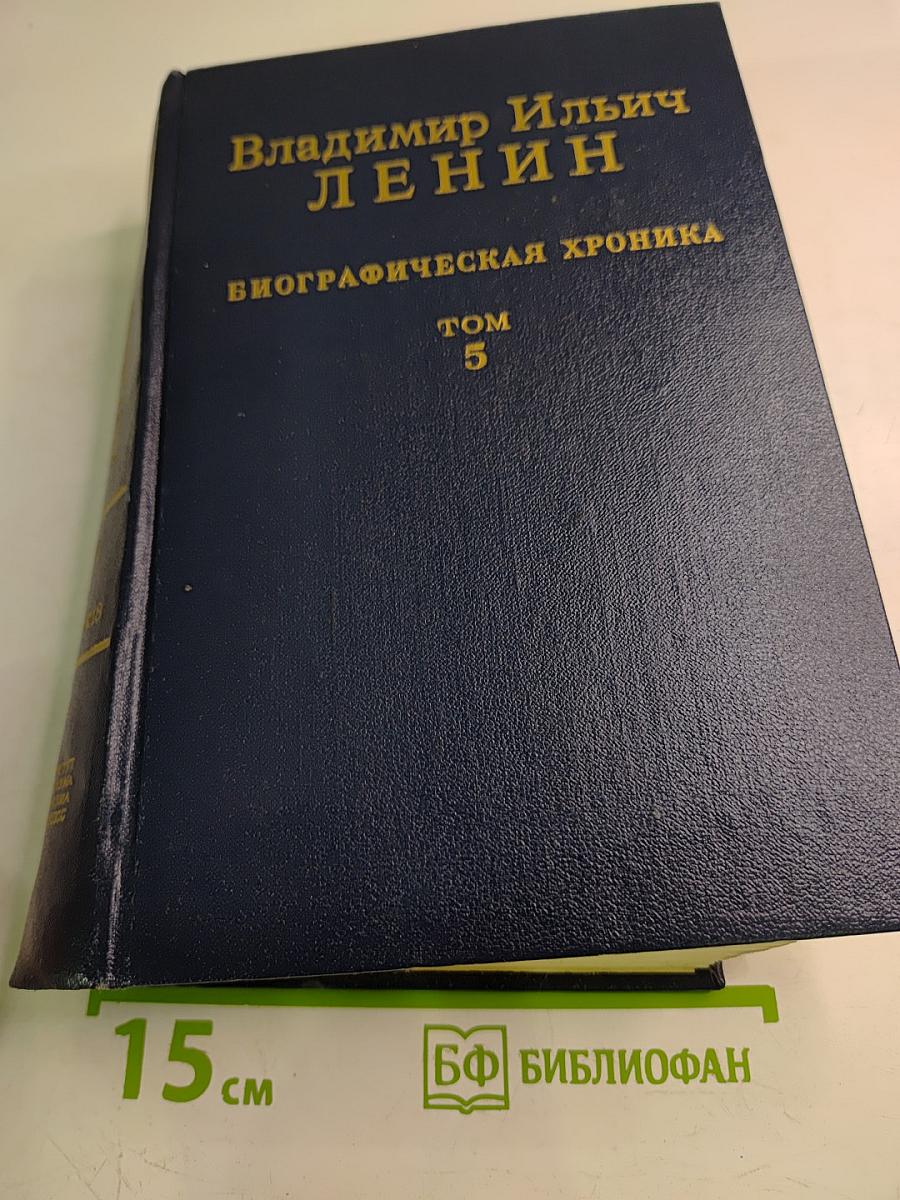 Владимир Ильич
ЛЕНИН
БИОГРАФИЧЕСКАЯ ХРОНИКА
ТОМ
5
15 см
БФ БИБЛИОФАН